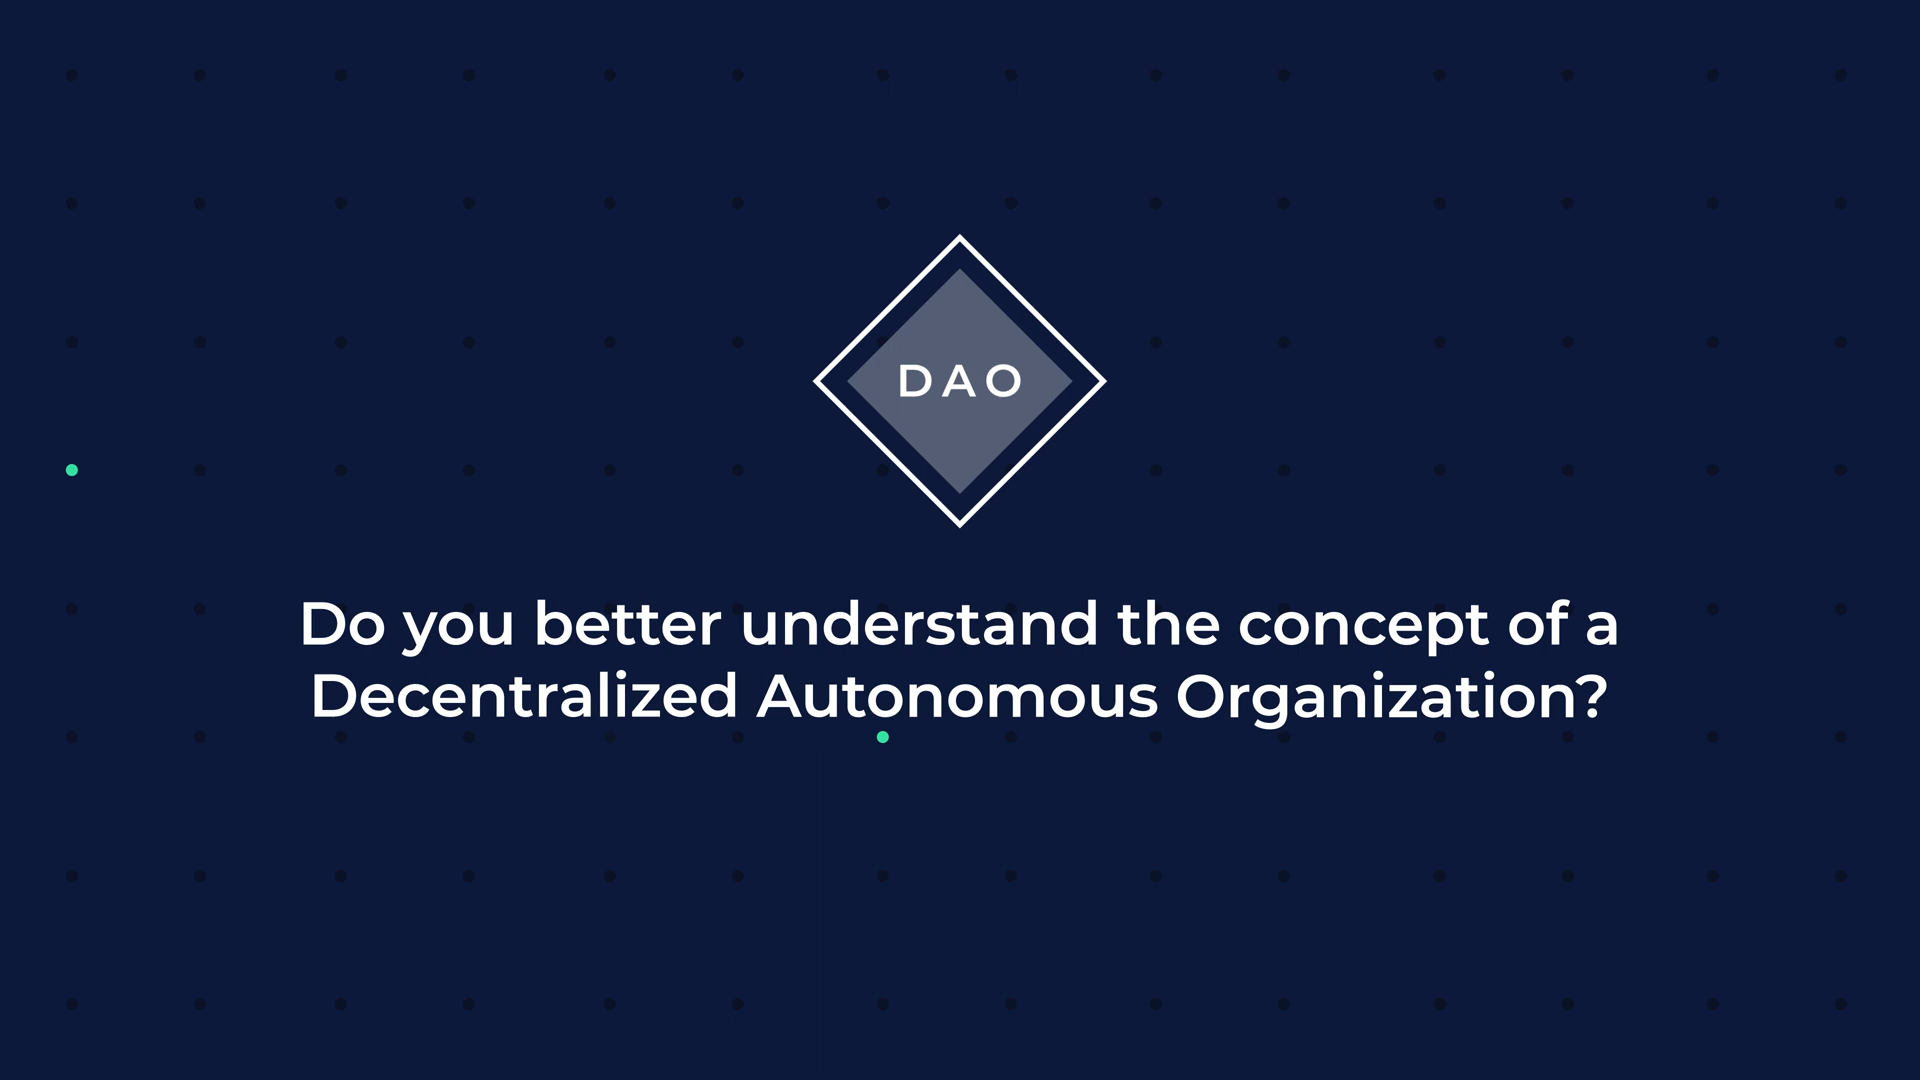 DAO
Do you better understand the concept of a
Decentralized Autonomous Organization?